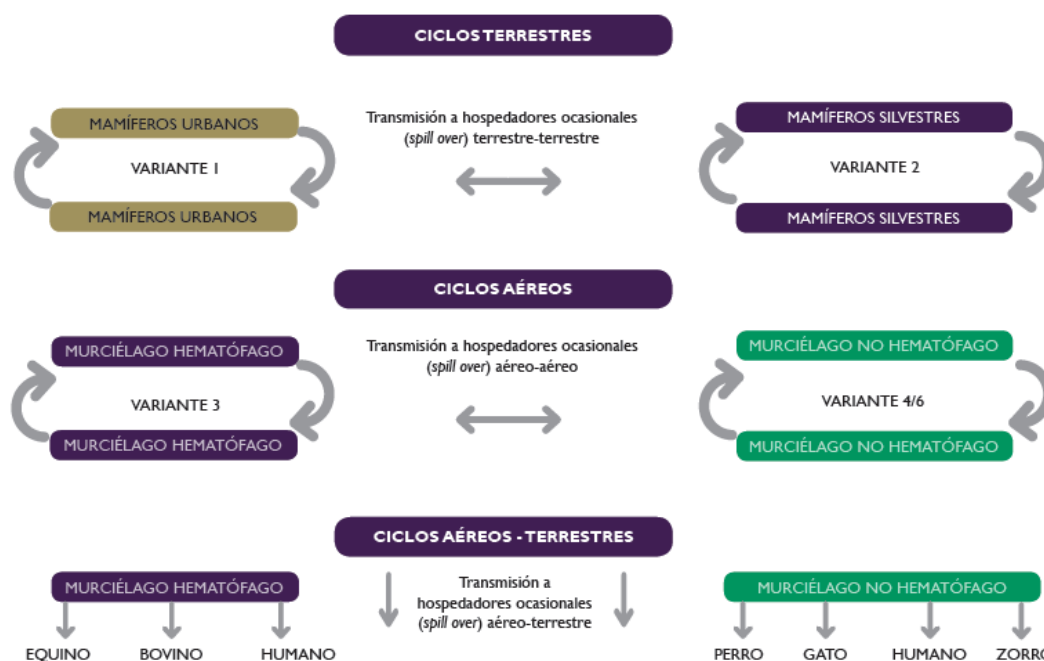 CICLOS TERRESTRES
MAMÍFEROS URBANOS
VARIANTE 1
MAMÍFEROS URBANOS
Transmisión a hospedadores ocasionales
(spill over) terrestre-terrestre
MAMÍFEROS SILVESTRES
VARIANTE 2
MAMÍFEROS SILVESTRES
CICLOS AÉREOS
MURCIÉLAGO HEMATÓFAGO
VARIANTE 3
MURCIÉLAGO HEMATÓFAGO
Transmisión a hospedadores ocasionales
(spill over) aéreo-aéreo
MURCIÉLAGO NO HEMATÓFAGO
VARIANTE 4/6
MURCIÉLAGO NO HEMATÓFAGO
CICLOS AÉREOS - TERRESTRES
MURCIÉLAGO HEMATÓFAGO
EQUINO BOVINO HUMANO
Transmisión a
hospedadores ocasionales
(spill over) aéreo-terrestre
MURCIÉLAGO NO HEMATÓFAGO
PERRO GATO HUMANO ZORRO